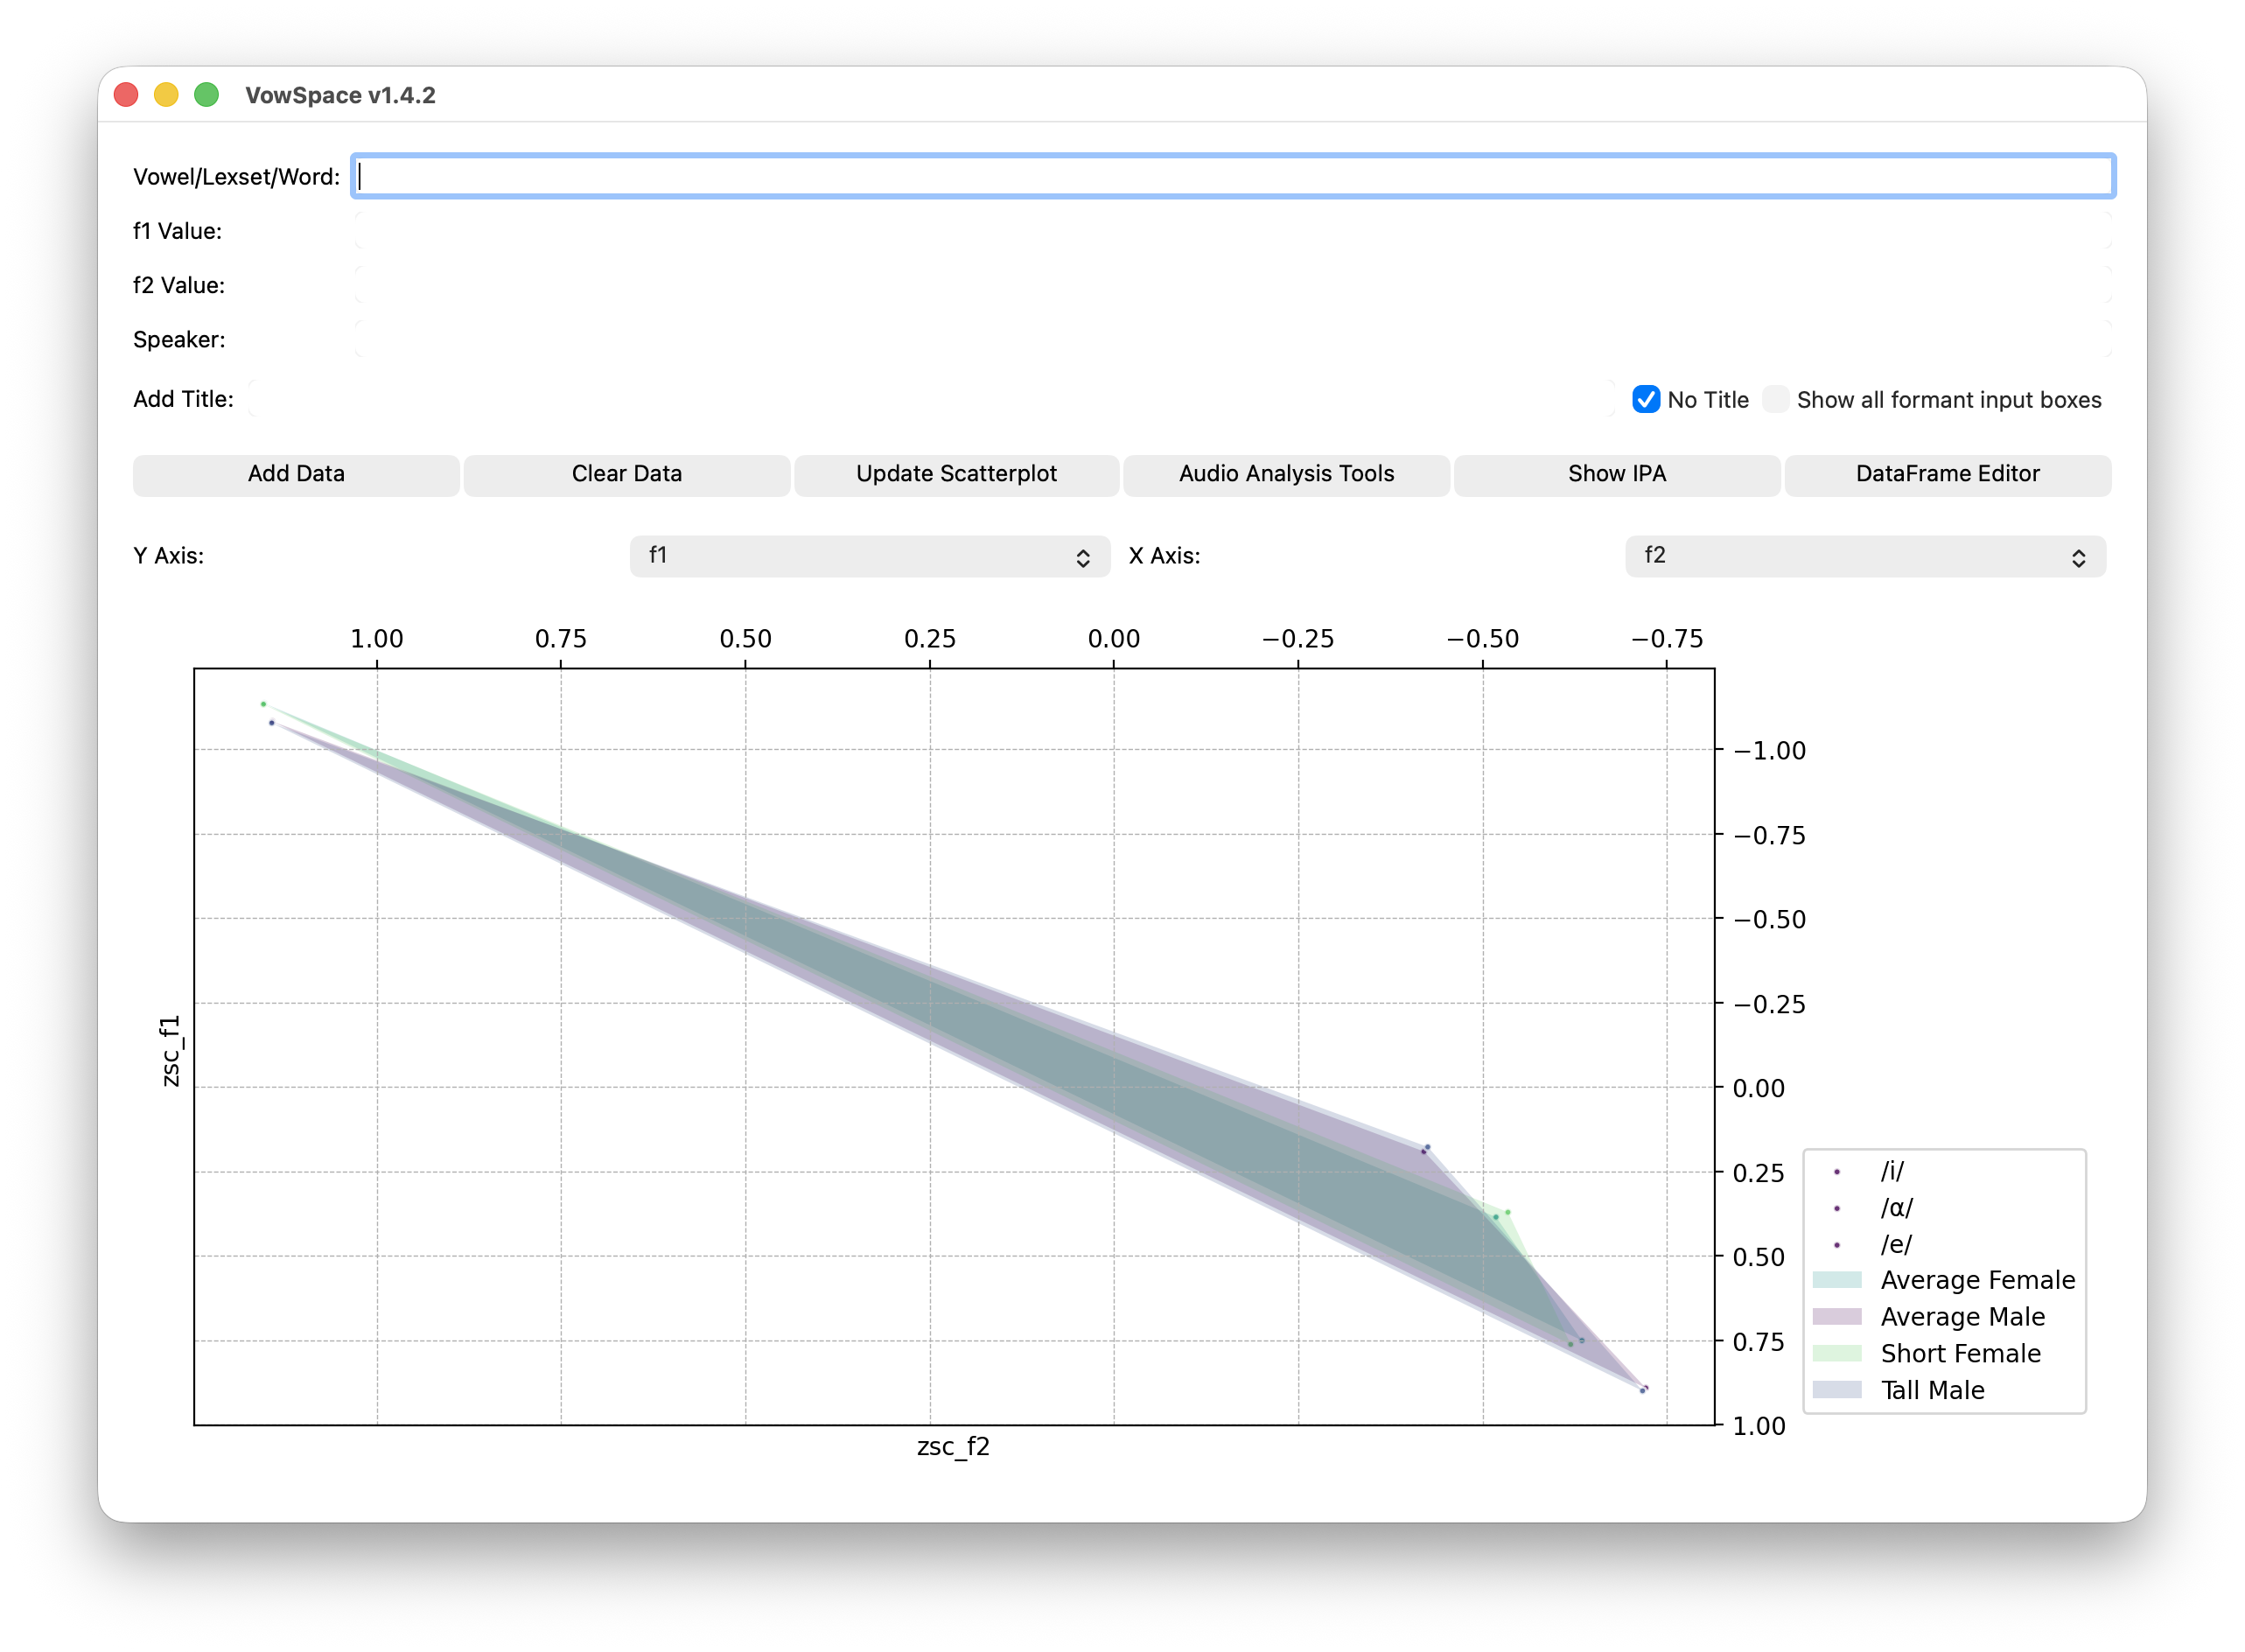 VowSpace v1.4.2
Vowel/Lexset/Word:
f1 Value:
f2 Value:
Speaker:
Add Title:
No Title
Show all formant input boxes
Add Data
Clear Data
Update Scatterplot
Audio Analysis Tools
Show IPA
DataFrame Editor
Y Axis:
f1
X Axis:
f2
1.00 0.75 0.50 0.25 0.00 −0.25 −0.50 −0.75
−1.00
−0.75
−0.50
−0.25
0.00
0.25
0.50
0.75
1.00
zsc_f1
zsc_f2
/i/
/α/
/e/
Average Female
Average Male
Short Female
Tall Male